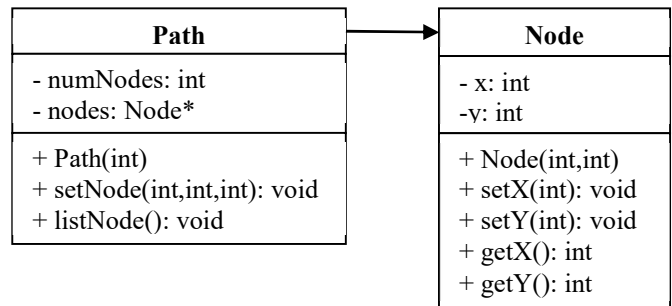 Path
- numNodes: int
- nodes: Node*
+ Path(int)
+ setNode(int,int,int): void
+ listNode(): void
Node
- x: int
-y: int
+ Node(int,int)
+ setX(int): void
+ setY(int): void
+ getX(): int
+ getY(): int